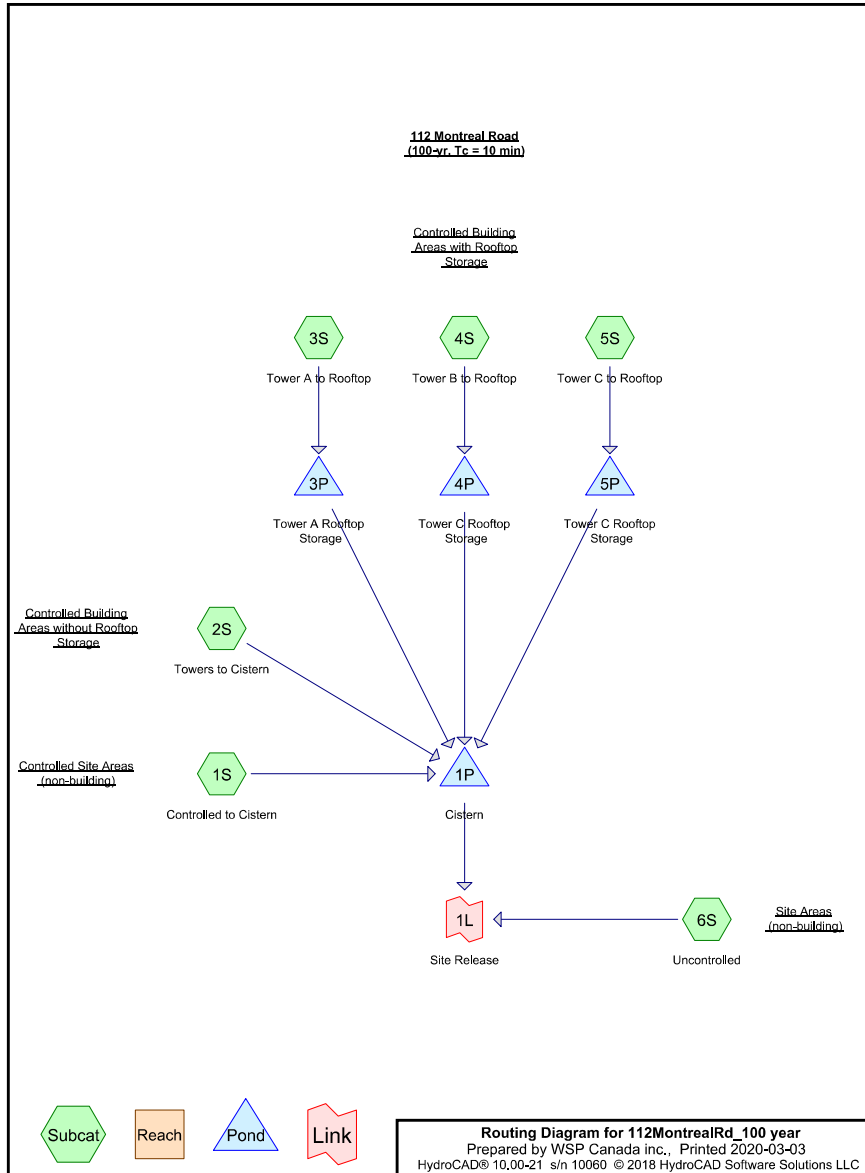 112 Montreal Road
(100-yr, Tc = 10 min)
Controlled Building
Areas with Rooftop
Storage
3S
4S
5S
Tower A to Rooftop
Tower B to Rooftop
Tower C to Rooftop
3P
4P
5P
Tower A Rooftop
Storage
Tower C Rooftop
Storage
Tower C Rooftop
Storage
Controlled Building
Areas without Rooftop
Storage
2S
Towers to Cistern
Controlled Site Areas
(non-building)
1S
1P
Controlled to Cistern
Cistern
1L
6S
Site Areas
(non-building)
Site Release
Uncontrolled
Subcat
Reach
Pond
Link
Routing Diagram for 112MontrealRd_100 year
Prepared by WSP Canada inc., Printed 2020-03-03
HydroCAD® 10.00-21 s/n 10060 © 2018 HydroCAD Software Solutions LLC